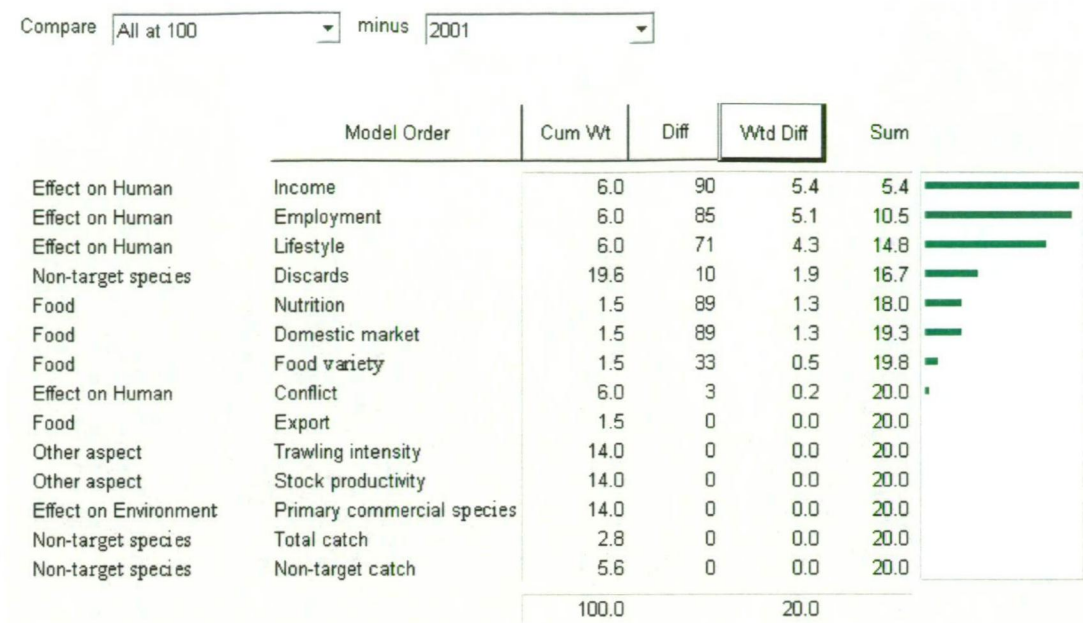 Compare All at 100 minus 2001
Model Order Cum Wt Diff Wtd Diff Sum
Effect on Human Income 6.0 90 5.4 5.4
Effect on Human Employment 6.0 85 5.1 10.5
Effect on Human Lifestyle 6.0 71 4.3 14.8
Non-target species Discards 19.6 10 1.9 16.7
Food Nutrition 1.5 89 1.3 18.0
Food Domestic market 1.5 89 1.3 19.3
Food Food variety 1.5 33 0.5 19.8
Effect on Human Conflict 6.0 3 0.2 20.0
Food Export 1.5 0 0.0 20.0
Other aspect Trawling intensity 14.0 0 0.0 20.0
Other aspect Stock productivity 14.0 0 0.0 20.0
Effect on Environment Primary commercial species 14.0 0 0.0 20.0
Non-target species Total catch 2.8 0 0.0 20.0
Non-target species Non-target catch 5.6 0 0.0 20.0
100.0 20.0